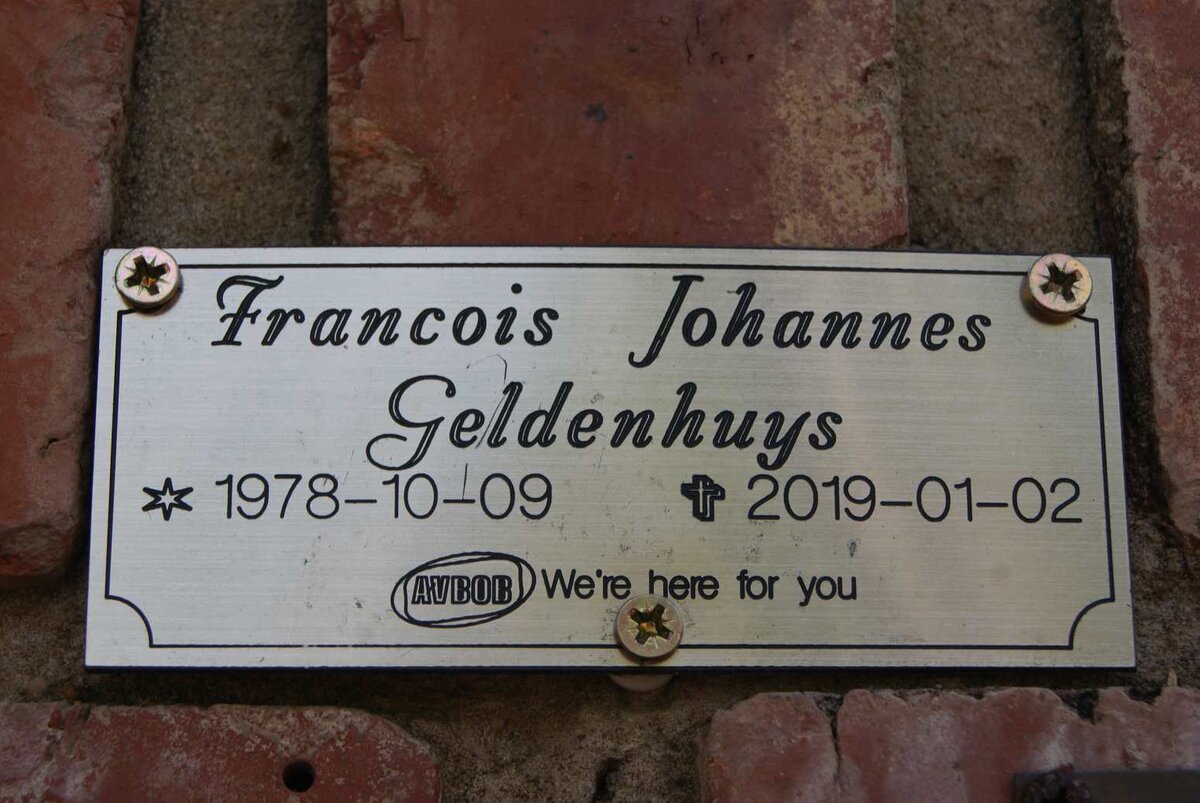 Francois Johannes
Geldenhuys
1978-10-09 2019-01-02
AVBOB We're here for you